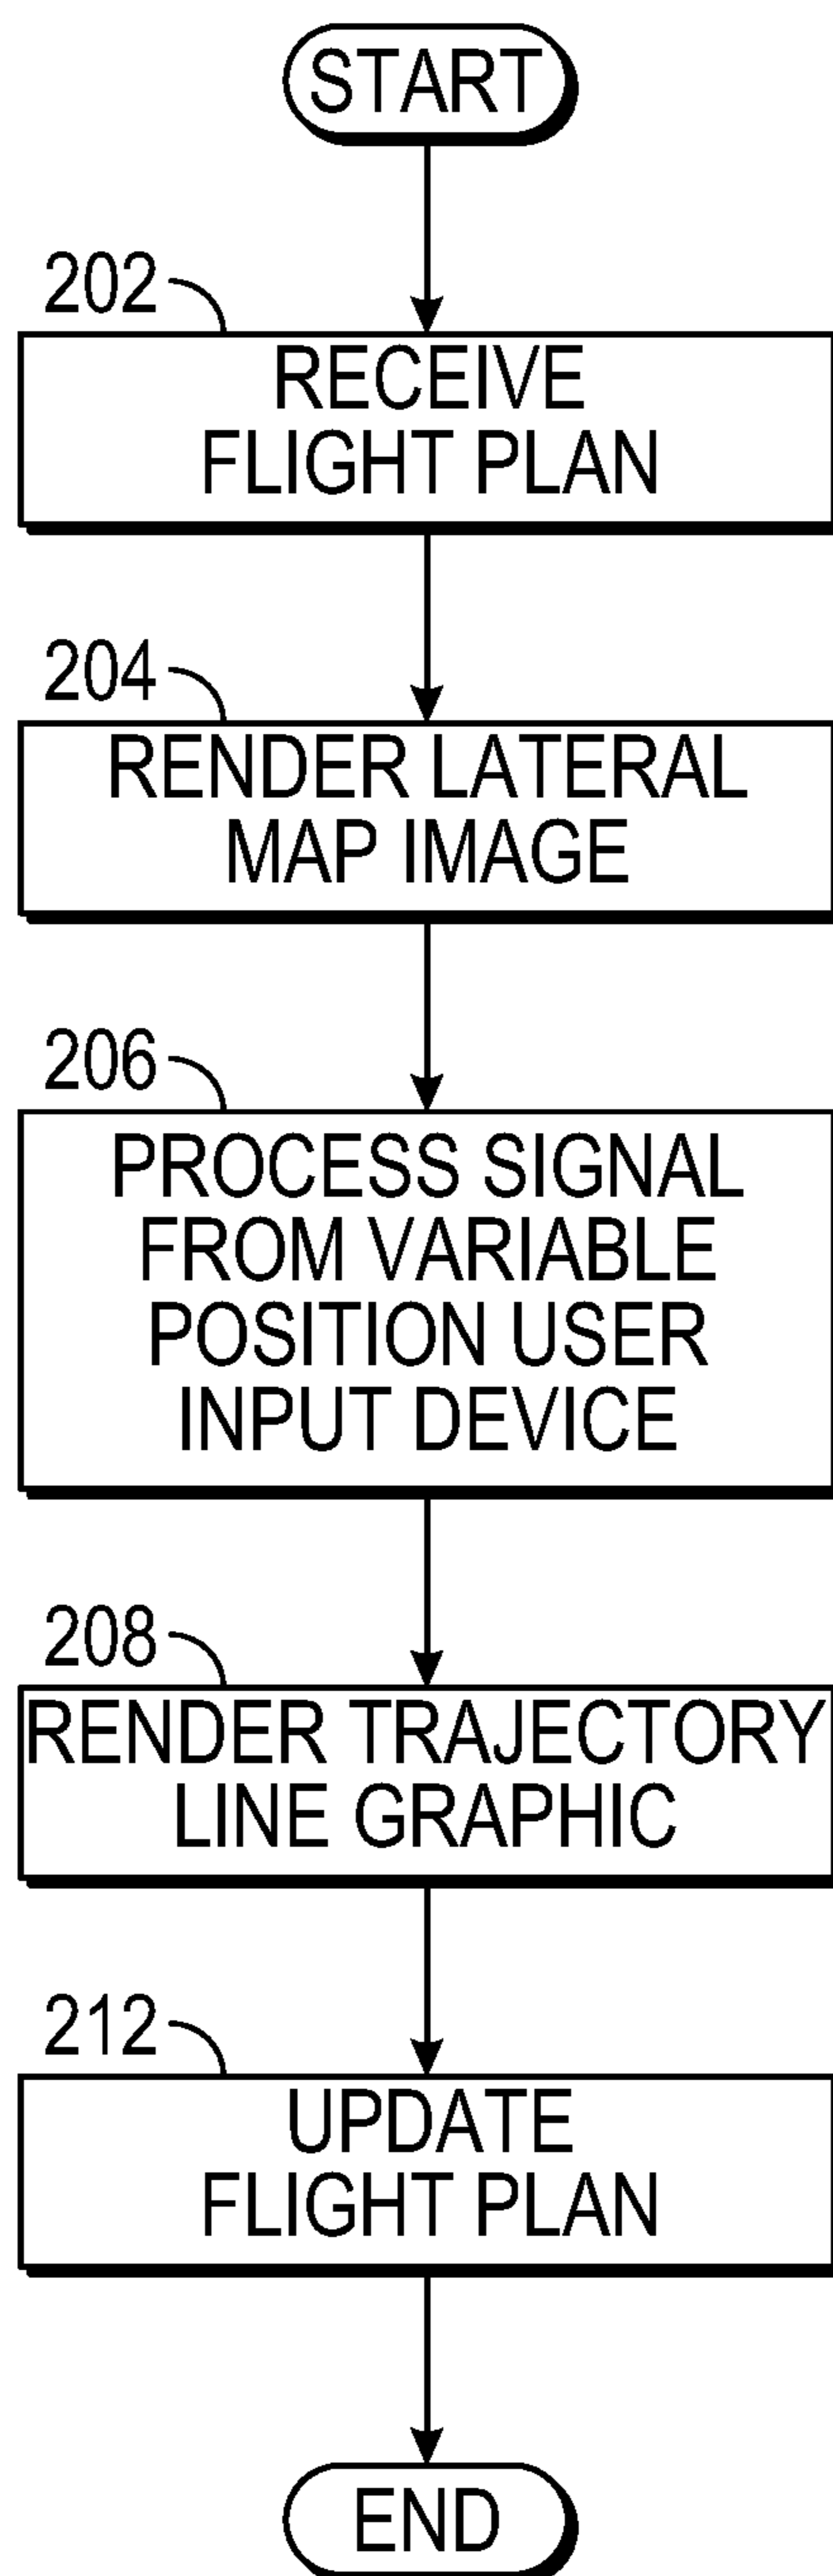 START
202
RECEIVE
FLIGHT PLAN
204
RENDER LATERAL
MAP IMAGE
206
PROCESS SIGNAL
FROM VARIABLE
POSITION USER
INPUT DEVICE
208
RENDER TRAJECTORY
LINE GRAPHIC
212
UPDATE
FLIGHT PLAN
END